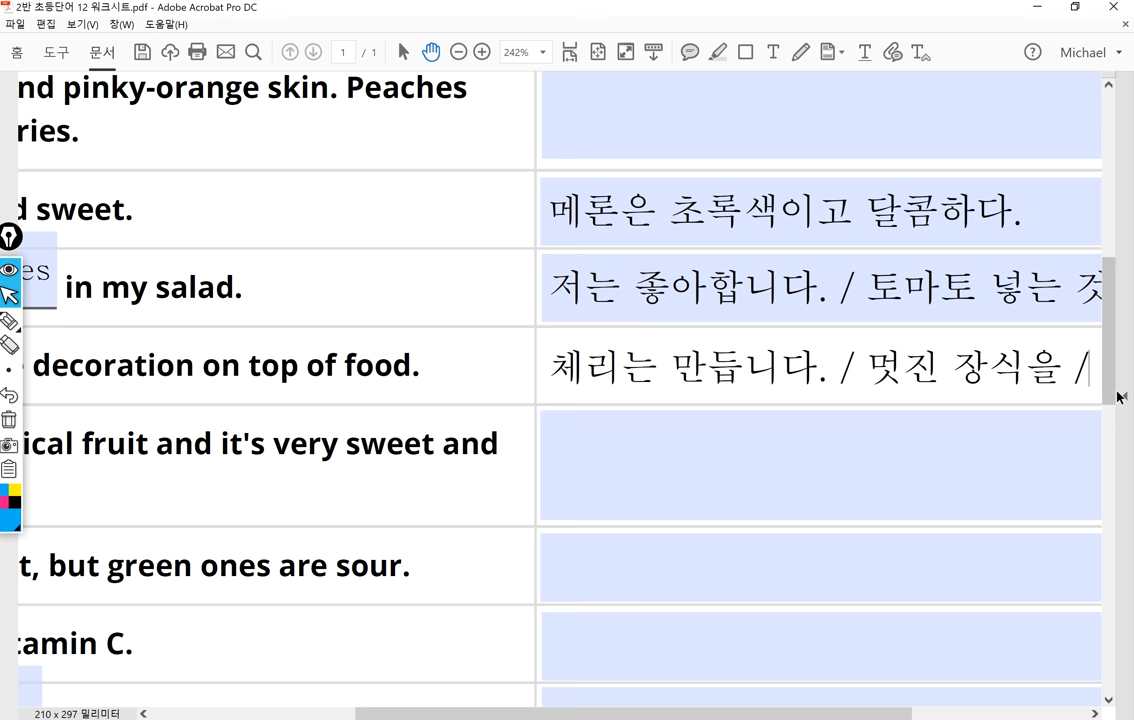 2반 초등단어 12 워크시트.pdf - Adobe Acrobat Pro DC
파일 편집 보기(V) 창(W) 도움말(H)
홈 도구 문서 1 / 1 242% Michael
nd pinky-orange skin. Peaches
ries.
d sweet. 메론은 초록색이고 달콤하다.
es in my salad. 저는 좋아합니다. / 토마토 넣는 것
decoration on top of food. 체리는 만듭니다. / 멋진 장식을 /
ical fruit and it's very sweet and
t, but green ones are sour.
tamin C.
210 x 297 밀리미터